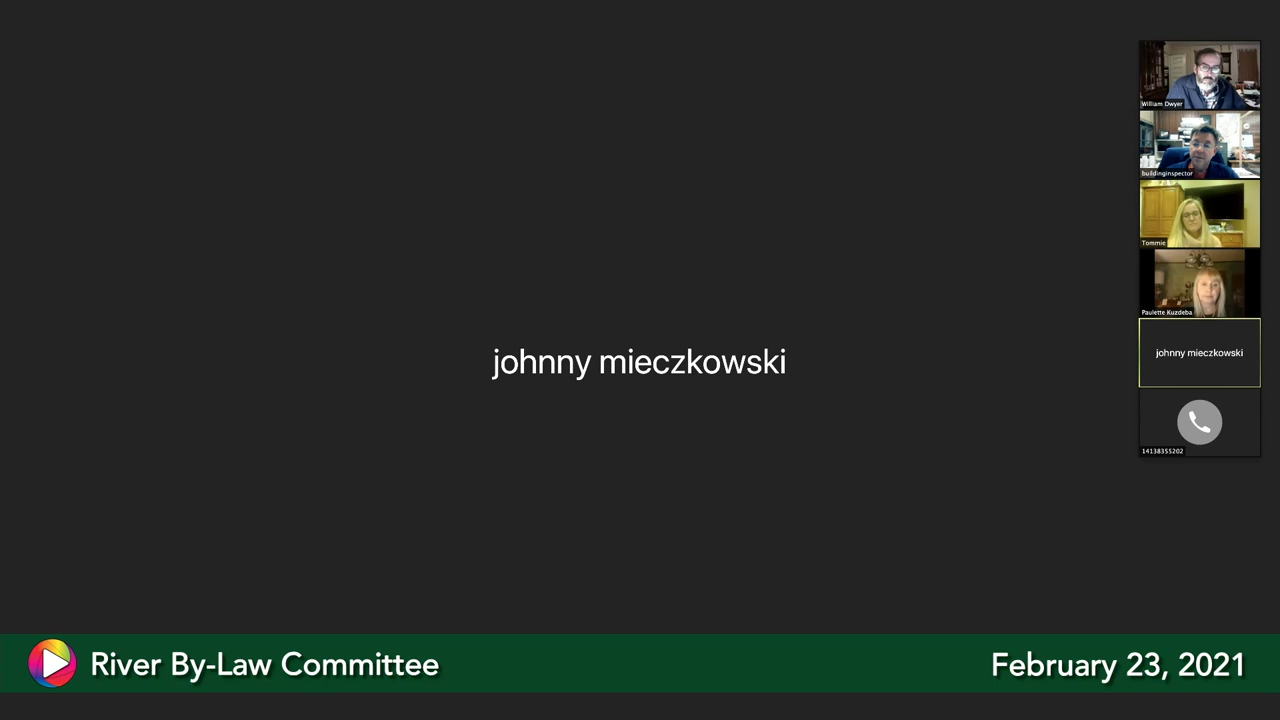 William Dwyer
buildinginspector
Tommie
Paulette Kuzdeba
johnny mieczkowski
johnny mieczkowski
14138355202
River By-Law Committee
February 23, 2021